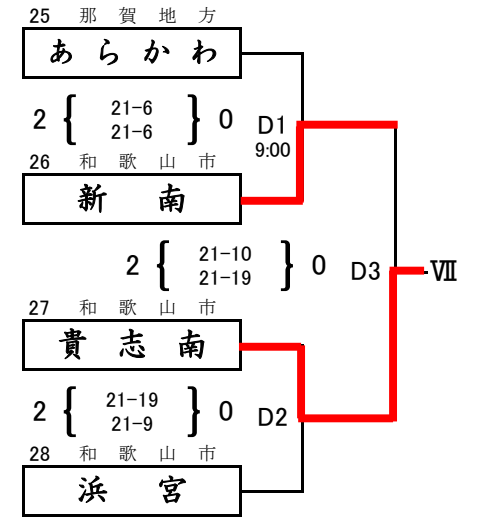 25 那賀地方
あらかわ
2 { 21-6 } 0 D1
21-6
9:00
26 和歌山市
新南
2 { 21-10 } 0 D3 Ⅶ
21-19
27 和歌山市
貴志南
2 { 21-19 } 0 D2
21-9
28 和歌山市
浜宮